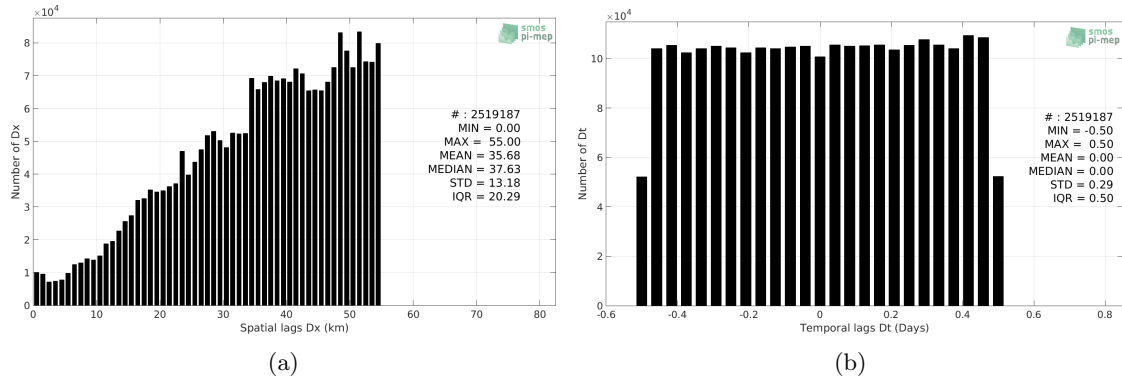 ×10⁴
8
7
6
5
4
3
2
1
0
Number of Dx
0 10 20 30 40 50 60 70 80
Spatial lags Dx (km)
smos
pi-mep
# : 2519187
MIN = 0.00
MAX = 55.00
MEAN = 35.68
MEDIAN = 37.63
STD = 13.18
IQR = 20.29
(a)
×10⁴
10
8
6
4
2
0
Number of Dt
-0.6 -0.4 -0.2 0 0.2 0.4 0.6 0.8
Temporal lags Dt (Days)
smos
pi-mep
# : 2519187
MIN = -0.50
MAX = 0.50
MEAN = 0.00
MEDIAN = 0.00
STD = 0.29
IQR = 0.50
(b)